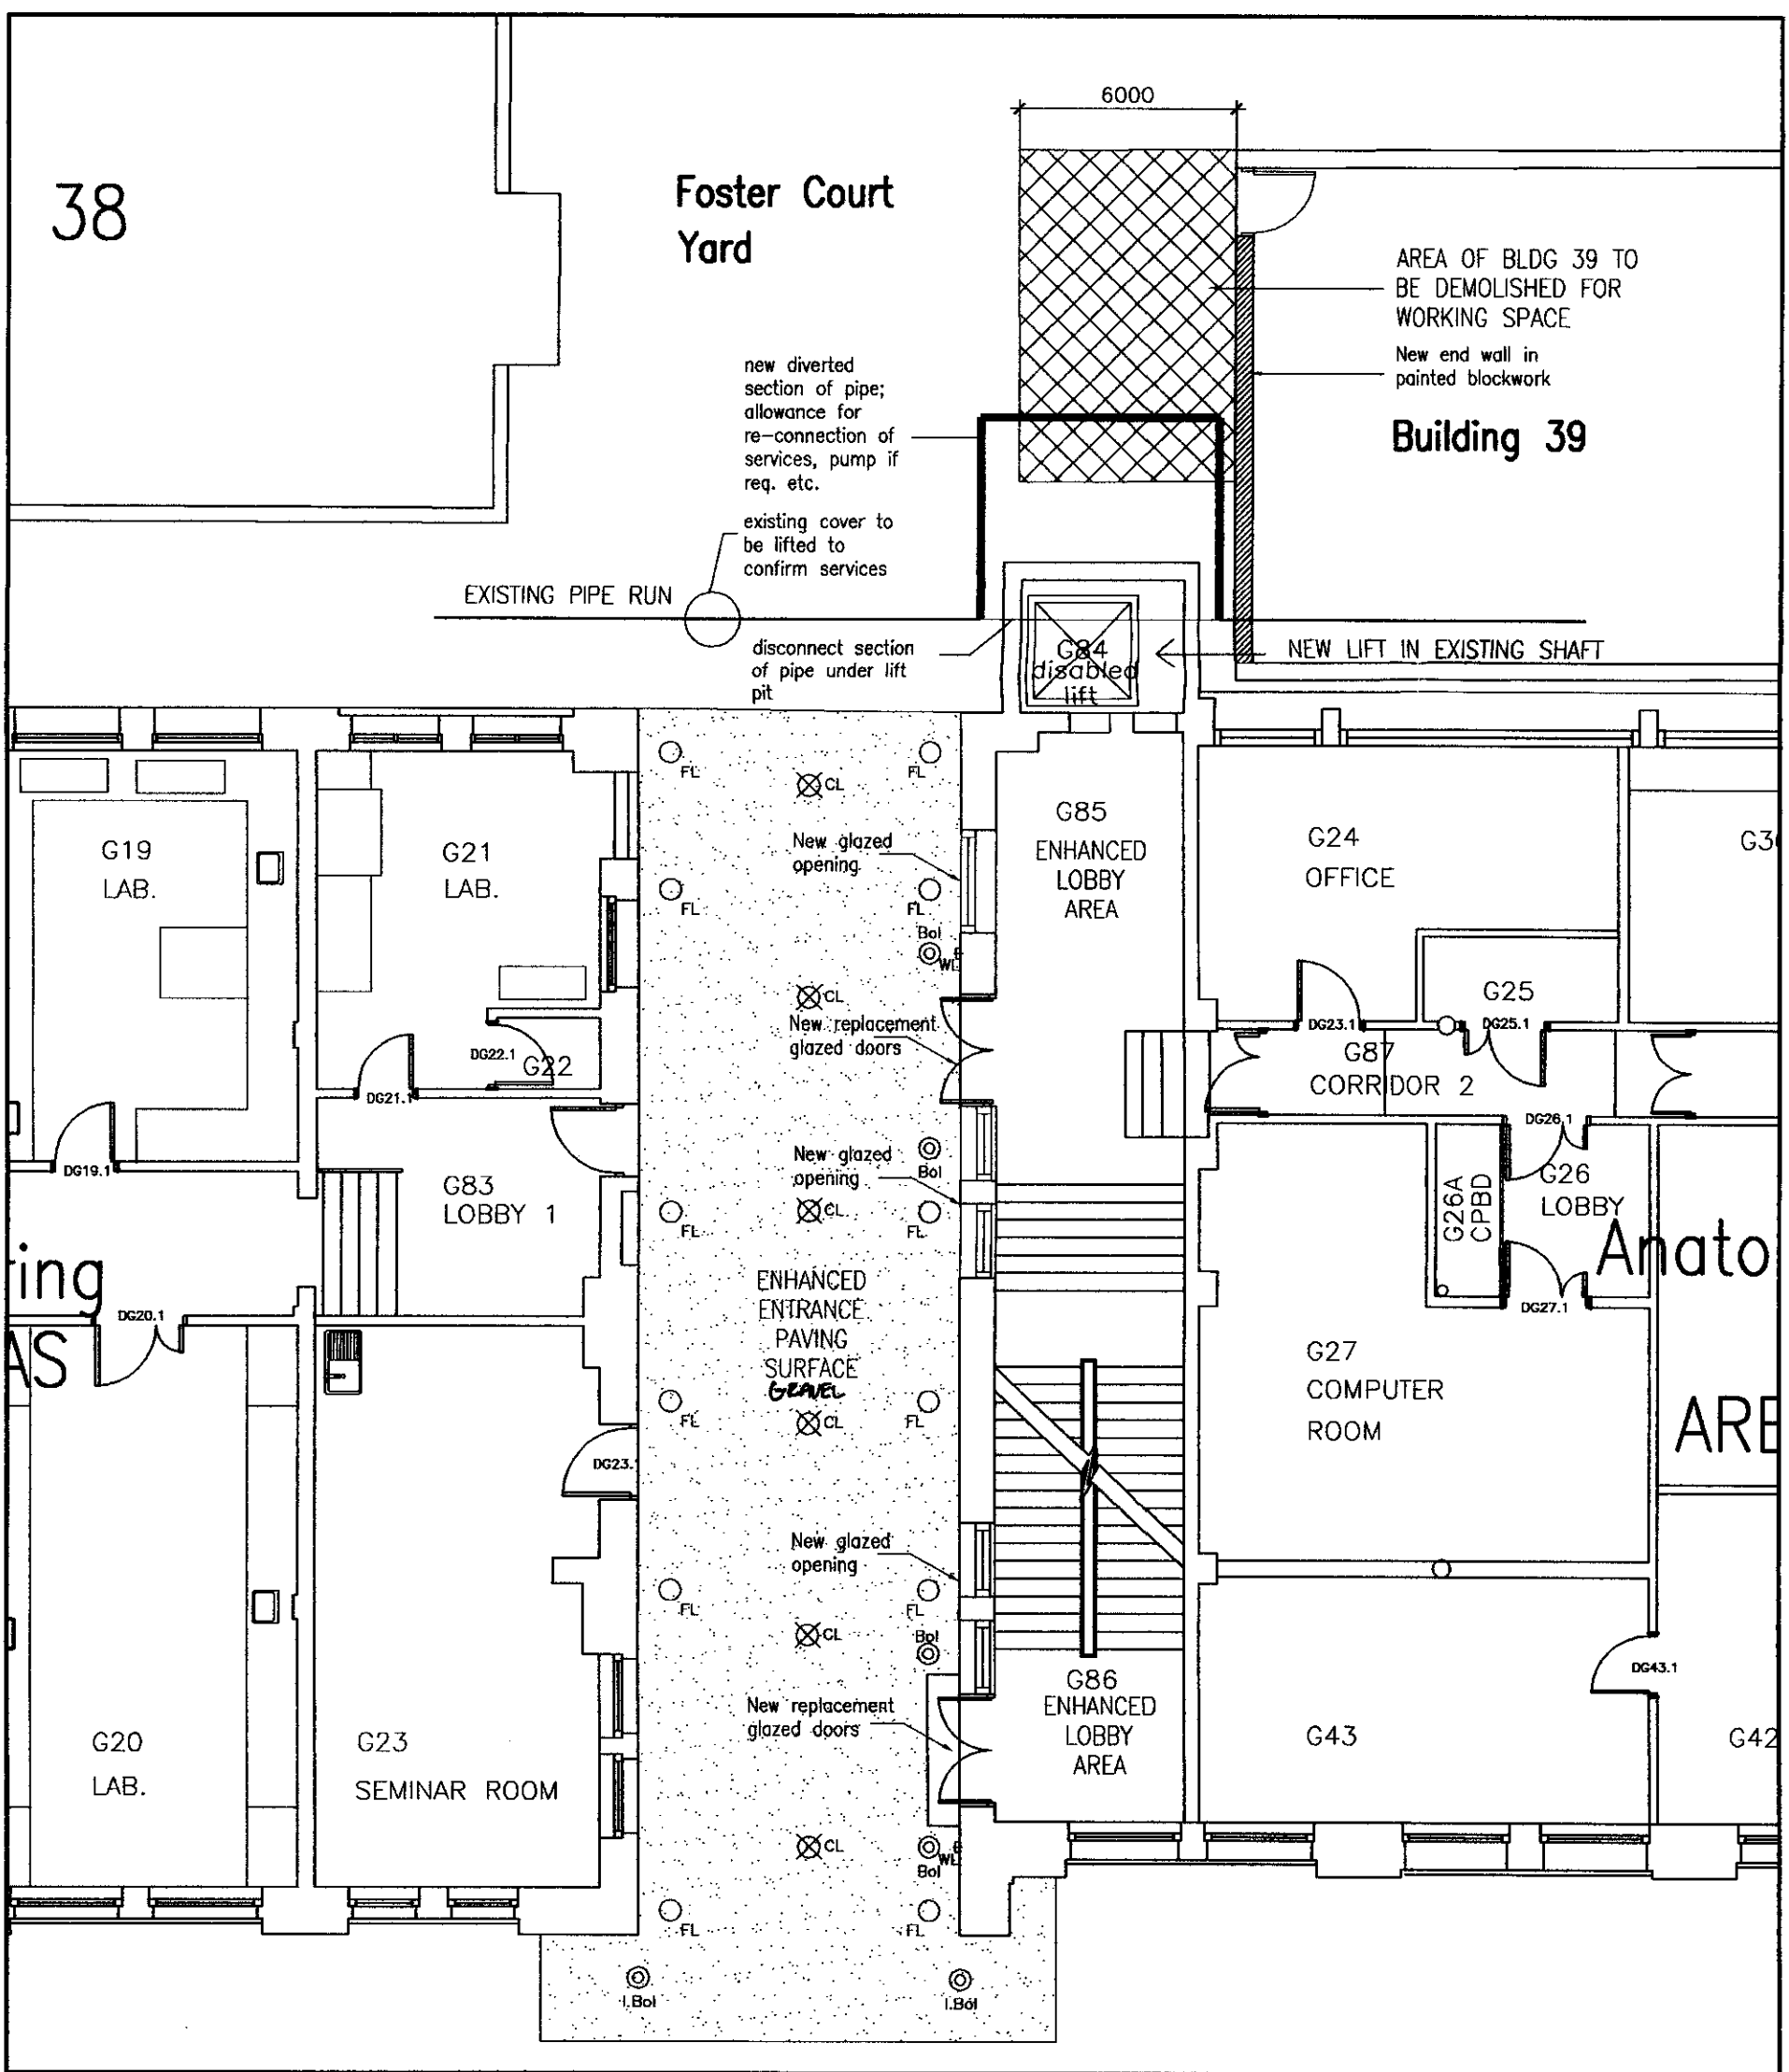 6000
38
Foster Court
Yard
AREA OF BLDG 39 TO
BE DEMOLISHED FOR
WORKING SPACE
New end wall in
painted blockwork
Building 39
new diverted
section of pipe;
allowance for
re-connection of
services, pump if
req. etc.
existing cover to
be lifted to
confirm services
EXISTING PIPE RUN
disconnect section
of pipe under lift
pit
G84
disabled
lift
NEW LIFT IN EXISTING SHAFT
FL
FL
CL
G19
LAB.
G21
LAB.
New glazed
opening
G85
ENHANCED
LOBBY
AREA
G24
OFFICE
G30
FL
FL
Bol
WL
CL
G25
New replacement
glazed doors
DG23.1
DG25.1
DG22.1
G22
G87
CORRIDOR 2
DG21.1
DG26.1
DG19.1
New glazed
opening
Bol
G83
LOBBY 1
G26A
CPBD
G26
LOBBY
FL
CL
FL
ring
Anato
ENHANCED
ENTRANCE
PAVING
SURFACE
GRAVEL
DG20.1
DG27.1
AS
G27
COMPUTER
ROOM
FL
CL
FL
ARE
DG23.1
New glazed
opening
FL
FL
CL
Bol
DG43.1
G86
ENHANCED
LOBBY
AREA
New replacement
glazed doors
G20
LAB.
G23
SEMINAR ROOM
G43
G42
CL
Bol
WL
FL
FL
I.Bol
I.Bol